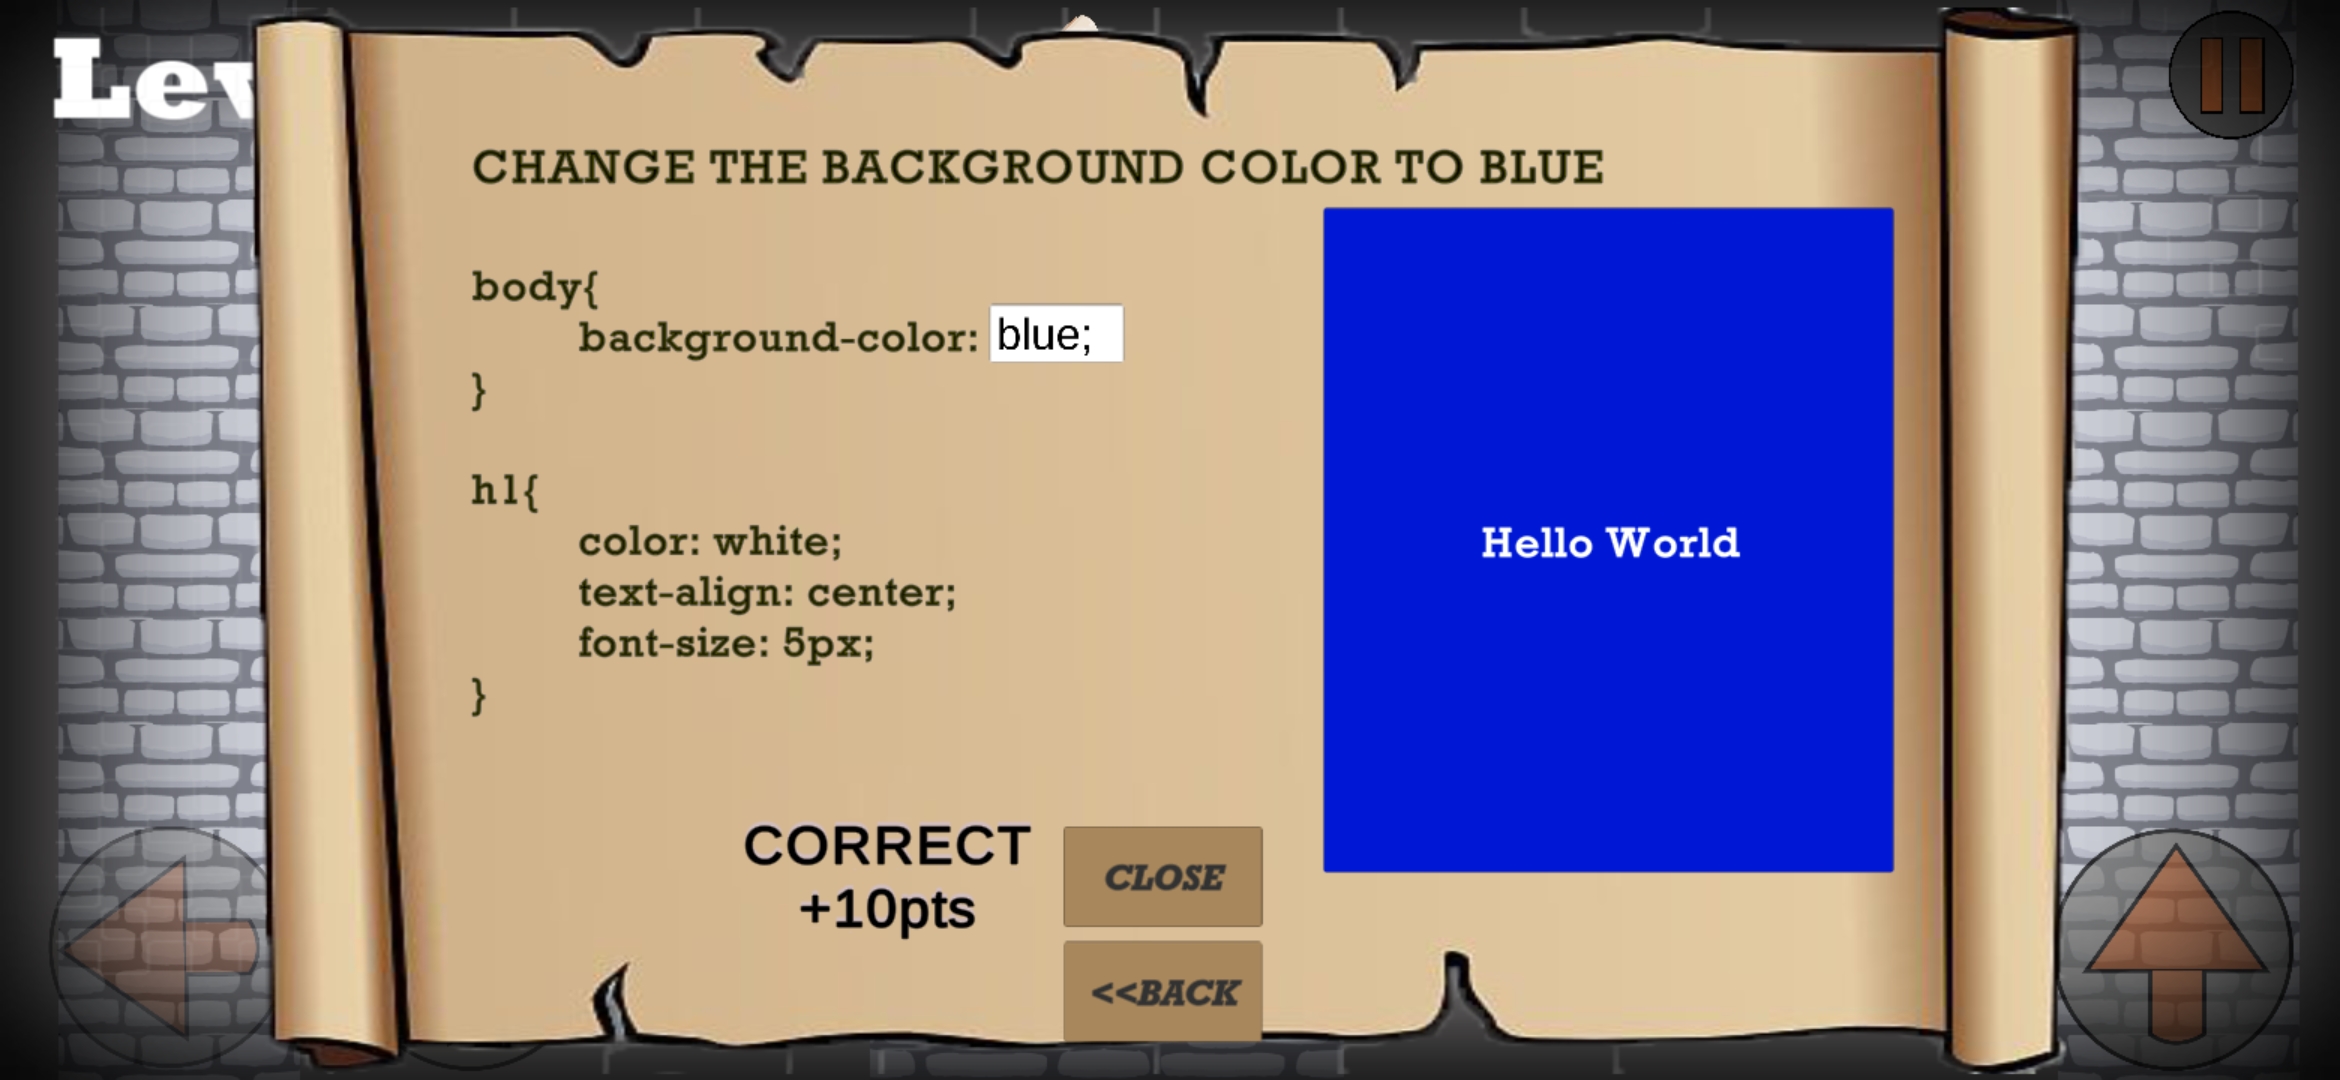 Lev
CHANGE THE BACKGROUND COLOR TO BLUE
body{
background-color: blue;
}
h1{
color: white;
text-align: center;
font-size: 5px;
}
Hello World
CORRECT
+10pts
CLOSE
<<BACK